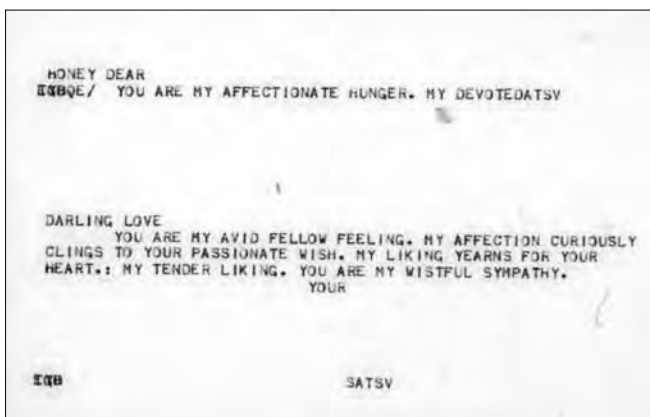 HONEY DEAR
YOU ARE MY AFFECTIONATE HUNGER. MY DEVOTEDATSV
DARLING LOVE
YOU ARE MY AVID FELLOW FEELING. MY AFFECTION CURIOUSLY
CLINGS TO YOUR PASSIONATE WISH. MY LIKING YEARNS FOR YOUR
HEART.: MY TENDER LIKING. YOU ARE MY WISTFUL SYMPATHY.
YOUR
SATSV